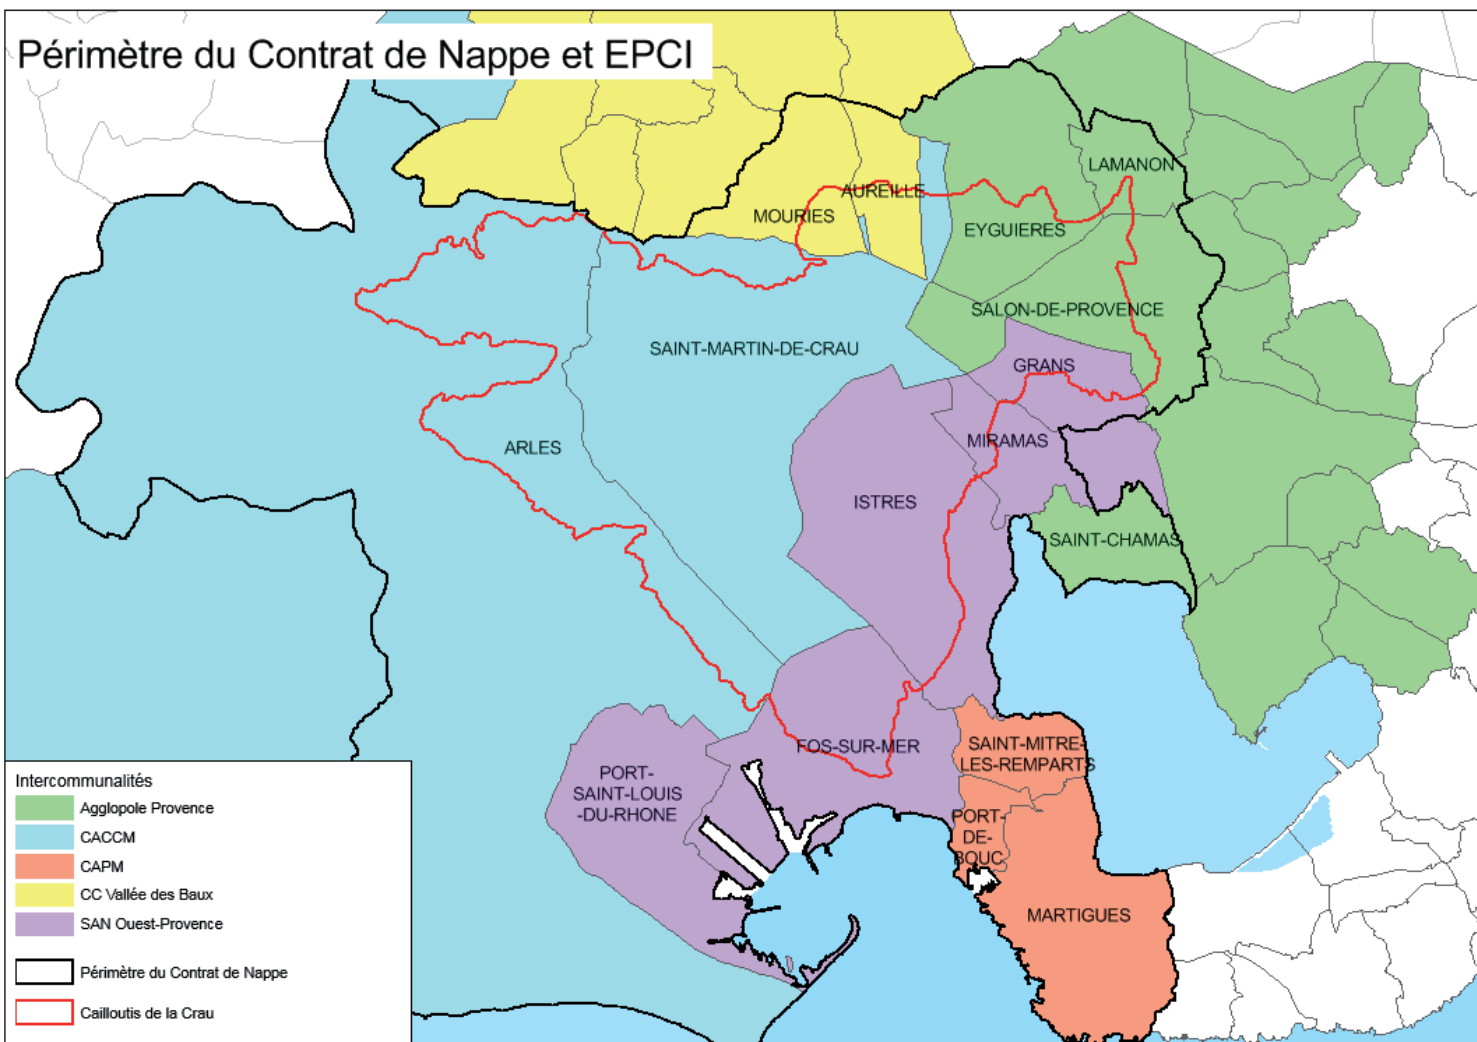 Périmètre du Contrat de Nappe et EPCI
LAMANON
AUREILLE
MOURIES
EYGUIERES
SALON-DE-PROVENCE
SAINT-MARTIN-DE-CRAU
GRANS
MIRAMAS
ARLES
ISTRES
SAINT-CHAMAS
FOS-SUR-MER
SAINT-MITRE-
LES-REMPARTS
PORT-
SAINT-LOUIS
-DU-RHONE
PORT-
DE-
BOUC
MARTIGUES
Intercommunalités
Agglopole Provence
CACCM
CAPM
CC Vallée des Baux
SAN Ouest-Provence
Périmètre du Contrat de Nappe
Cailloutis de la Crau